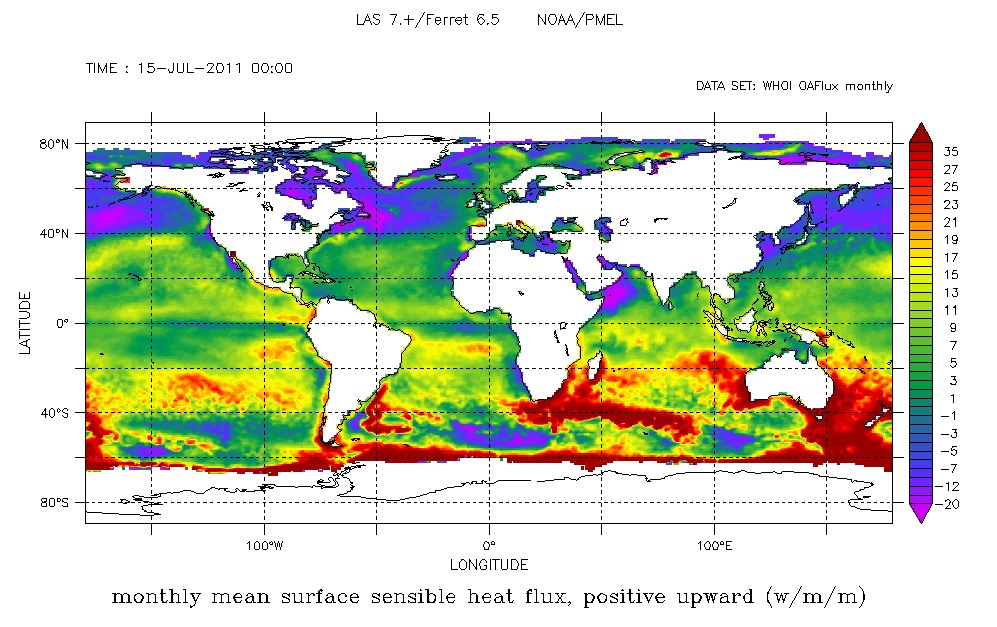 LAS 7.+/Ferret 6.5 NOAA/PMEL
TIME : 15-JUL-2011 00:00
DATA SET: WHOI OAFlux monthly
80°N
40°N
0°
40°S
80°S
LATITUDE
100°W 0° 100°E
LONGITUDE
35
27
25
23
21
19
17
15
13
11
9
7
5
3
1
-1
-3
-5
-7
-12
-20
monthly mean surface sensible heat flux, positive upward (w/m/m)